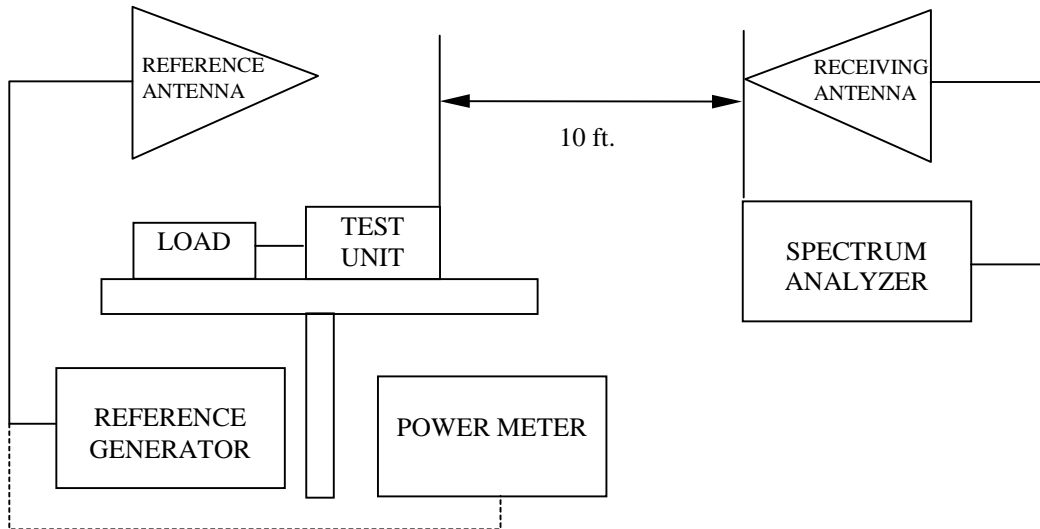 REFERENCE
ANTENNA
RECEIVING
ANTENNA
10 ft.
LOAD
TEST
UNIT
SPECTRUM
ANALYZER
REFERENCE
GENERATOR
POWER METER